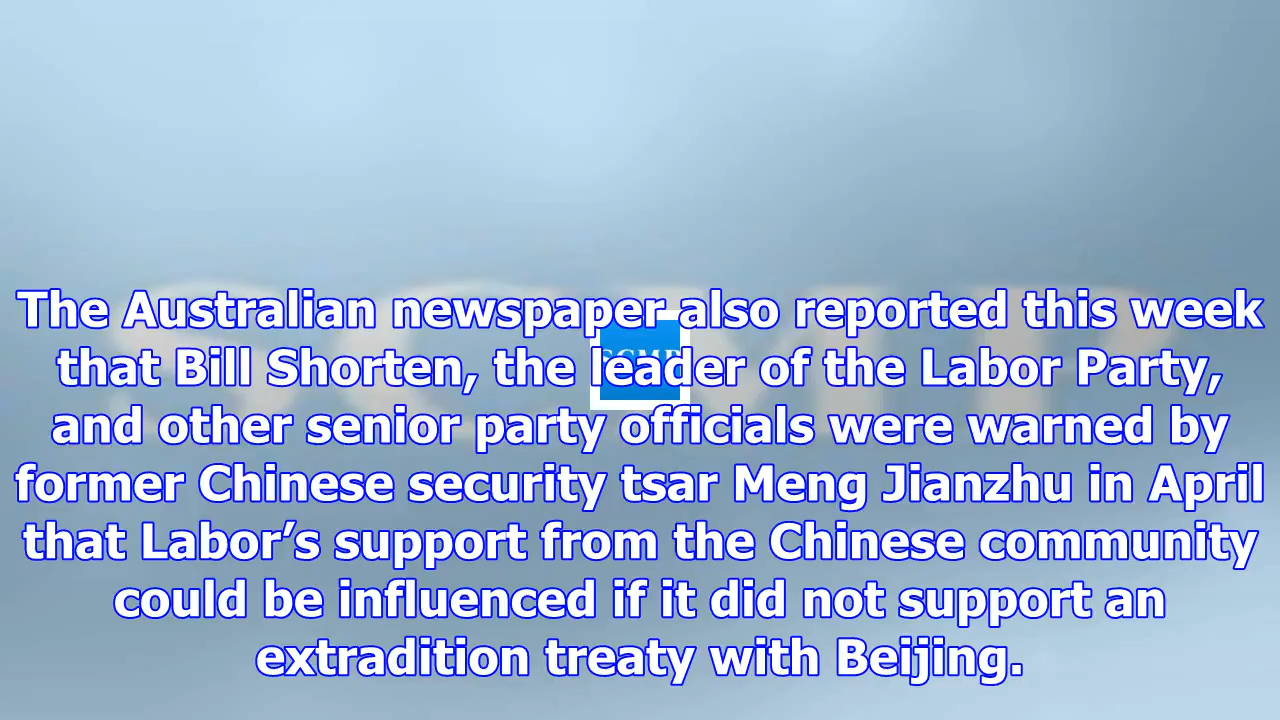 The Australian newspaper also reported this week
that Bill Shorten, the leader of the Labor Party,
and other senior party officials were warned by
former Chinese security tsar Meng Jianzhu in April
that Labor’s support from the Chinese community
could be influenced if it did not support an
extradition treaty with Beijing.
SCMP
SCMP